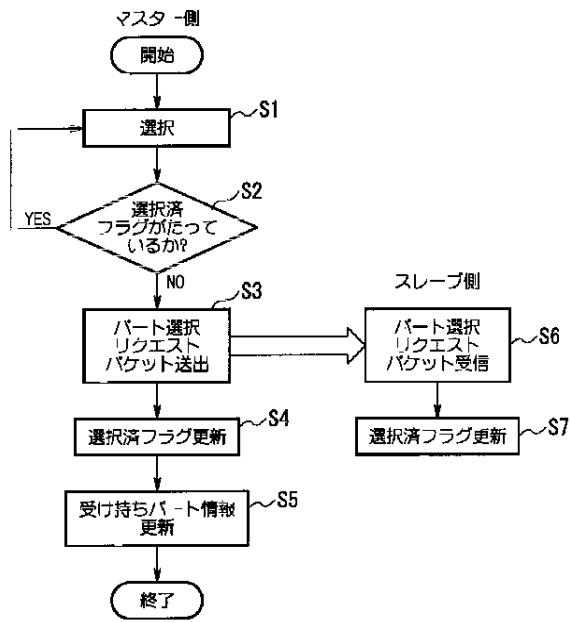 マスター側
開始
選択
S1
選択済
フラグがたって
いるか?
S2
YES
NO
パート選択
リクエスト
パケット送出
S3
選択済フラグ更新
S4
受け持ちパート情報
更新
S5
終了
スレーブ側
パート選択
リクエスト
パケット受信
S6
選択済フラグ更新
S7